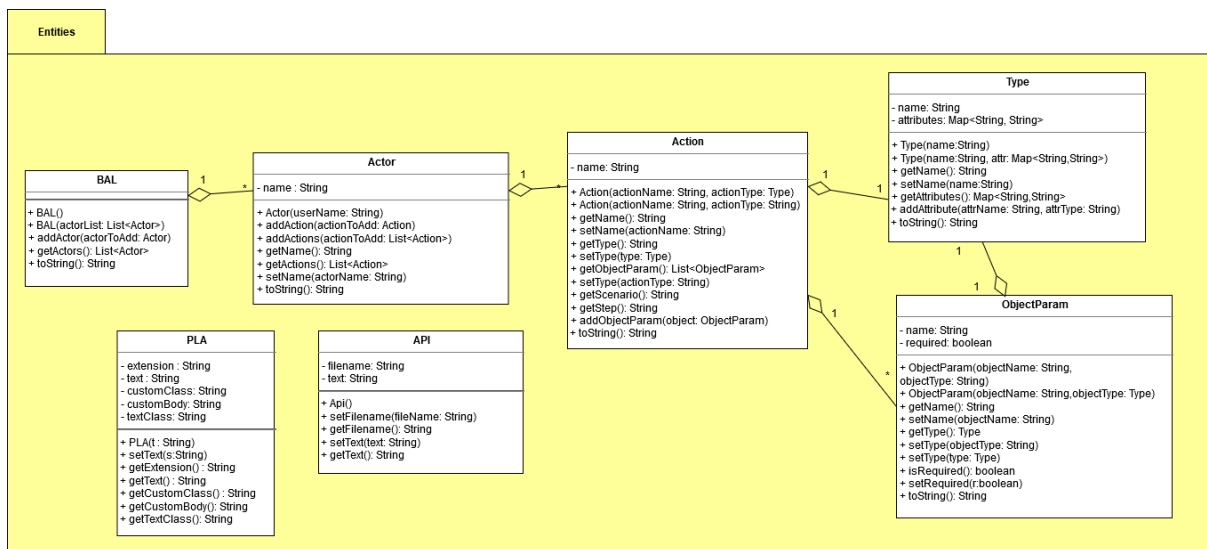 Entities
BAL
+ BAL()
+ BAL(actorList: List<Actor>)
+ addActor(actorToAdd: Actor)
+ getActors(): List<Actor>
+ toString(): String
1
*
Actor
- name : String
+ Actor(userName: String)
+ addAction(actionToAdd: Action)
+ addActions(actionToAdd: List<Action>)
+ getName(): String
+ getActions(): List<Action>
+ setName(actorName: String)
+ toString(): String
1
*
Action
- name: String
+ Action(actionName: String, actionType: Type)
+ Action(actionName: String, actionType: String)
+ getName(): String
+ setName(actionName: String)
+ getType(): String
+ setType(type: Type)
+ getObjectParam(): List<ObjectParam>
+ setType(actionType: String)
+ getScenario(): String
+ getStep(): String
+ addObjectParam(object: ObjectParam)
+ toString(): String
1
1
Type
- name: String
- attributes: Map<String, String>
+ Type(name:String)
+ Type(name:String, attr: Map<String,String>)
+ getName(): String
+ setName(name:String)
+ getAttributes(): Map<String,String>
+ addAttribute(attrName: String, attrType: String)
+ toString(): String
1
1
1
*
ObjectParam
- name: String
- required: boolean
+ ObjectParam(objectName: String,
objectType: String)
+ ObjectParam(objectName: String,objectType: Type)
+ getName(): String
+ setName(objectName: String)
+ getType(): Type
+ setType(objectType: String)
+ setType(type: Type)
+ isRequired(): boolean
+ setRequired(r:boolean)
+ toString(): String
PLA
- extension : String
- text : String
- customClass: String
- customBody: String
- textClass: String
+ PLA(t : String)
+ setText(s:String)
+ getExtension() : String
+ getText() : String
+ getCustomClass() : String
+ getCustomBody(): String
+ getTextClass(): String
API
- filename: String
- text: String
+ Api()
+ setFilename(fileName: String)
+ getFilename(): String
+ setText(text: String)
+ getText(): String